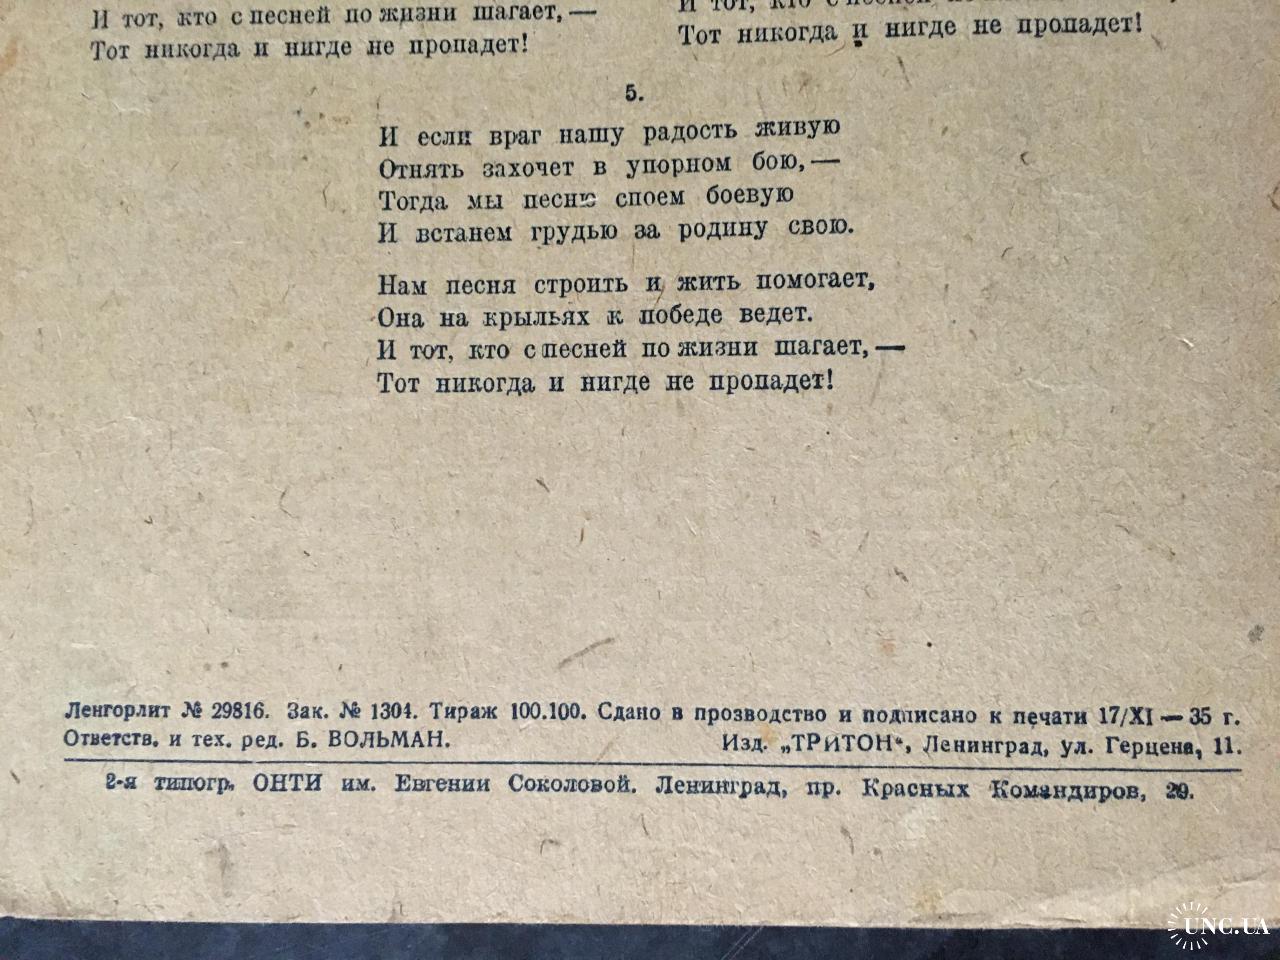 И тот, кто с песней по жизни шагает,—
Тот никогда и нигде не пропадет!
И тот, кто с песней
Тот никогда и нигде не пропадет!
5.
И если враг нашу радость живую
Отнять захочет в упорном бою,—
Тогда мы песню споем боевую
И встанем грудью за родину свою.
Нам песня строить и жить помогает,
Она на крыльях к победе ведет.
И тот, кто с песней по жизни шагает,—
Тот никогда и нигде не пропадет!
Ленгорлит № 29816. Зак. № 1304. Тираж 100.100. Сдано в прозводство и подписано к печати 17/XI — 35 г.
Ответств. и тех. ред. Б. ВОЛЬМАН.
Изд. „ТРИТОН“, Ленинград, ул. Герцена, 11.
2-я типогр. ОНТИ им. Евгении Соколовой. Ленинград, пр. Красных Командиров, 29.
UNC.UA